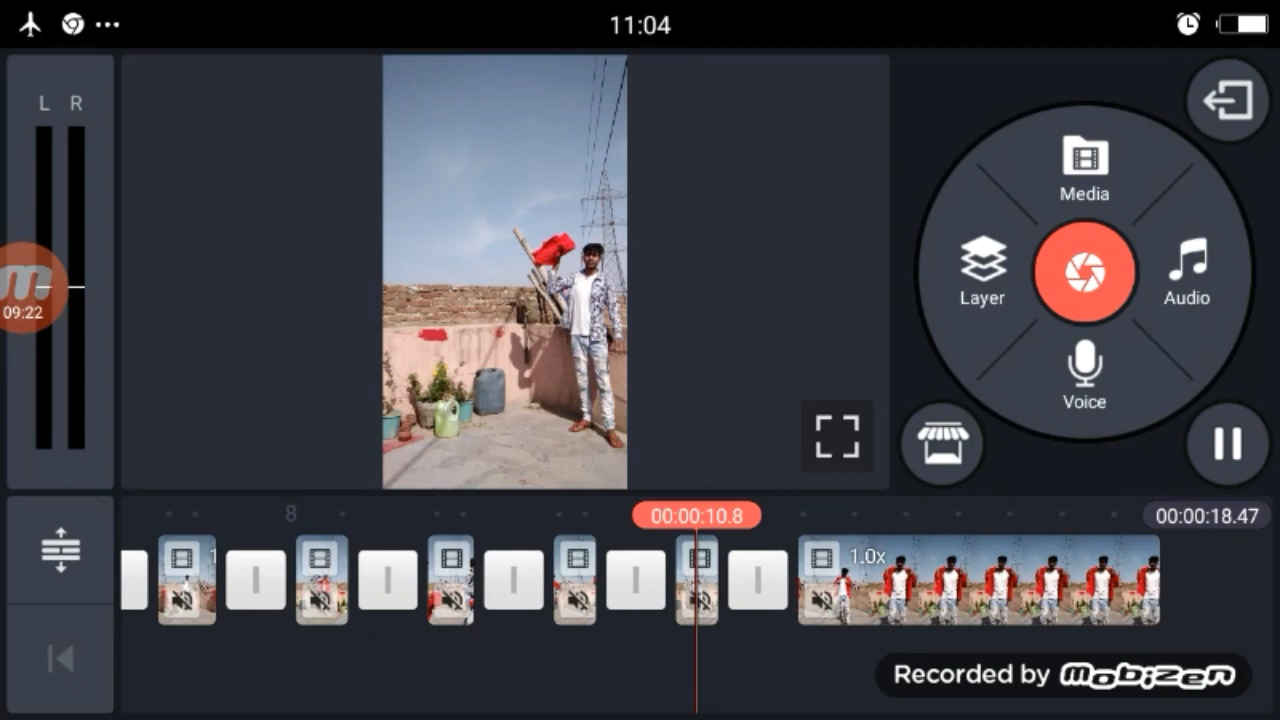 11:04
L R
Media
Layer
Audio
Voice
m
09:22
8
00:00:10.8
00:00:18.47
1
1.0x
Recorded by mobizen